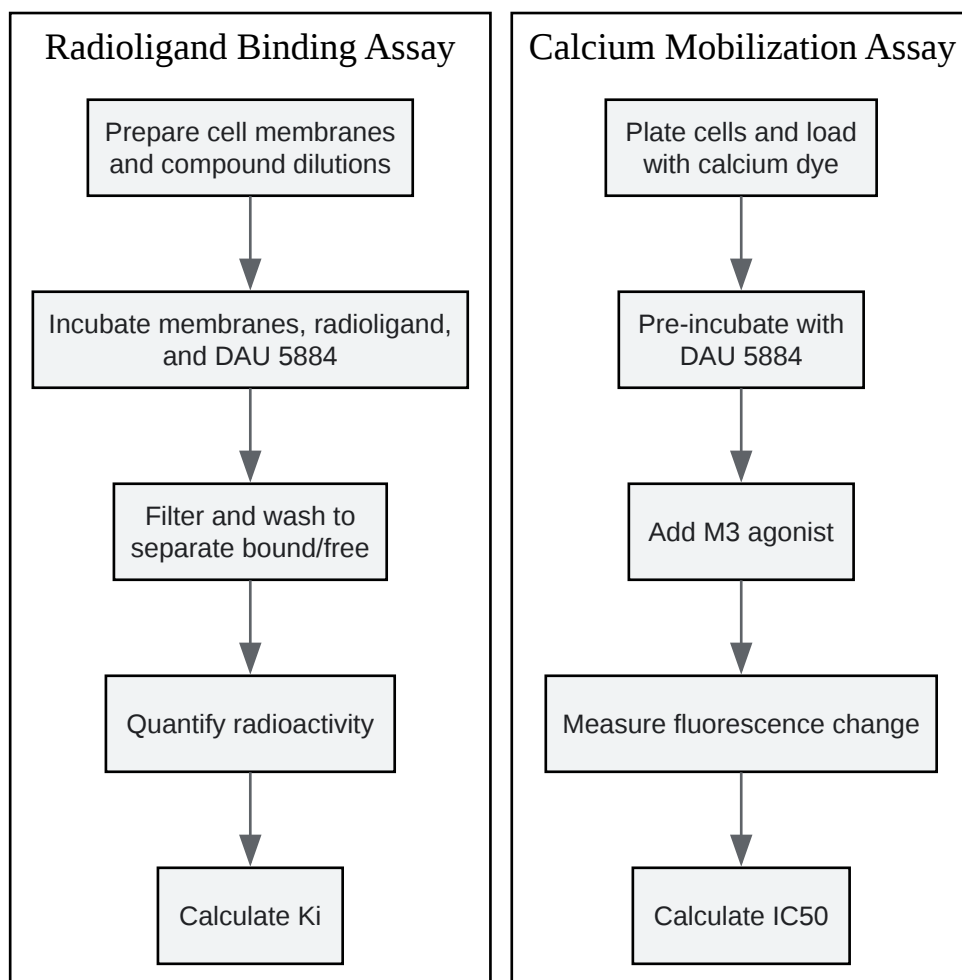 Radioligand Binding Assay
Prepare cell membranes
and compound dilutions
Incubate membranes, radioligand,
and DAU 5884
Filter and wash to
separate bound/free
Quantify radioactivity
Calculate Ki
Calcium Mobilization Assay
Plate cells and load
with calcium dye
Pre-incubate with
DAU 5884
Add M3 agonist
Measure fluorescence change
Calculate IC50